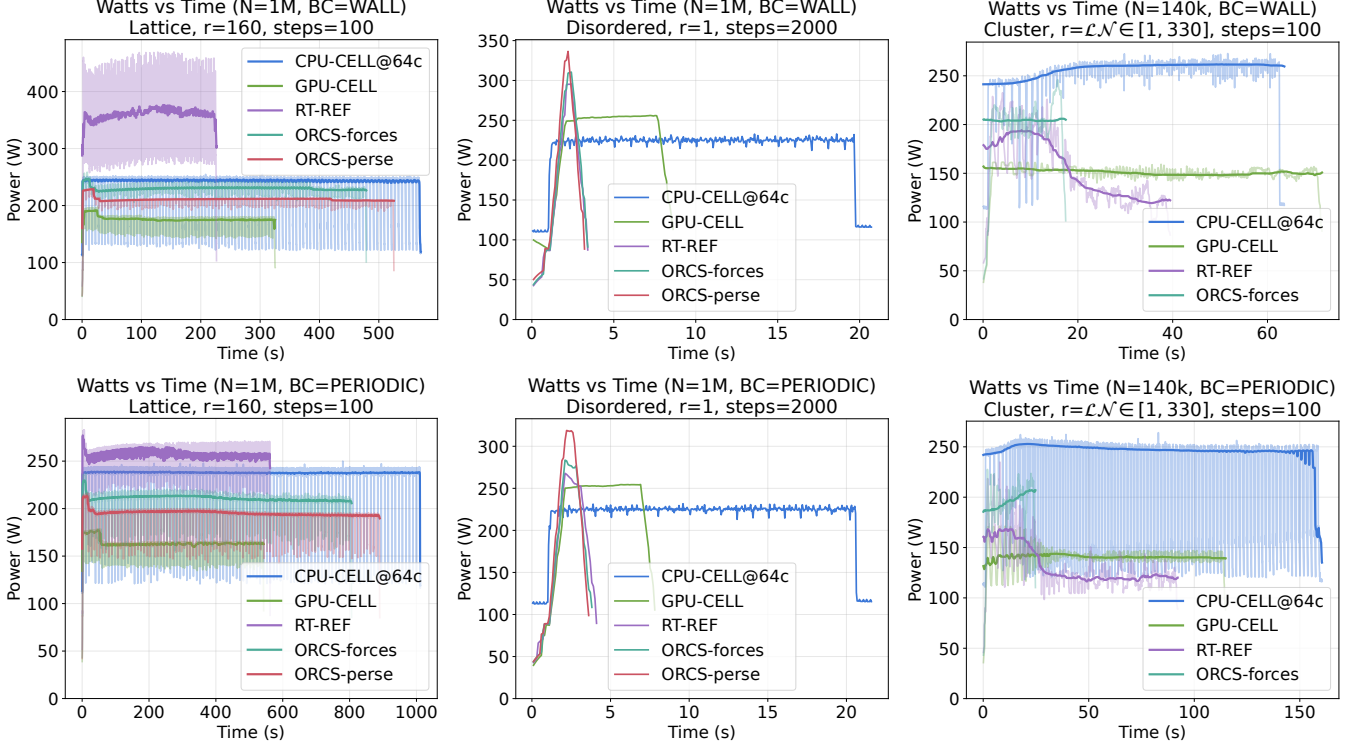 Watts vs Time (N=1M, BC=WALL)
Lattice, r=160, steps=100
Power (W)
400
300
200
100
0
CPU-CELL@64c
GPU-CELL
RT-REF
ORCS-forces
ORCS-perse
0 100 200 300 400 500
Time (s)
Watts vs Time (N=1M, BC=WALL)
Disordered, r=1, steps=2000
Power (W)
350
300
250
200
150
100
50
0
CPU-CELL@64c
GPU-CELL
RT-REF
ORCS-forces
ORCS-perse
0 5 10 15 20
Time (s)
Watts vs Time (N=140k, BC=WALL)
Cluster, r=ℒ𝒩∈[1, 330], steps=100
Power (W)
250
200
150
100
50
0
CPU-CELL@64c
GPU-CELL
RT-REF
ORCS-forces
0 20 40 60
Time (s)
Watts vs Time (N=1M, BC=PERIODIC)
Lattice, r=160, steps=100
Power (W)
250
200
150
100
50
0
CPU-CELL@64c
GPU-CELL
RT-REF
ORCS-forces
ORCS-perse
0 200 400 600 800 1000
Time (s)
Watts vs Time (N=1M, BC=PERIODIC)
Disordered, r=1, steps=2000
Power (W)
300
250
200
150
100
50
0
CPU-CELL@64c
GPU-CELL
RT-REF
ORCS-forces
ORCS-perse
0 5 10 15 20
Time (s)
Watts vs Time (N=140k, BC=PERIODIC)
Cluster, r=ℒ𝒩∈[1, 330], steps=100
Power (W)
250
200
150
100
50
0
CPU-CELL@64c
GPU-CELL
RT-REF
ORCS-forces
0 50 100 150
Time (s)